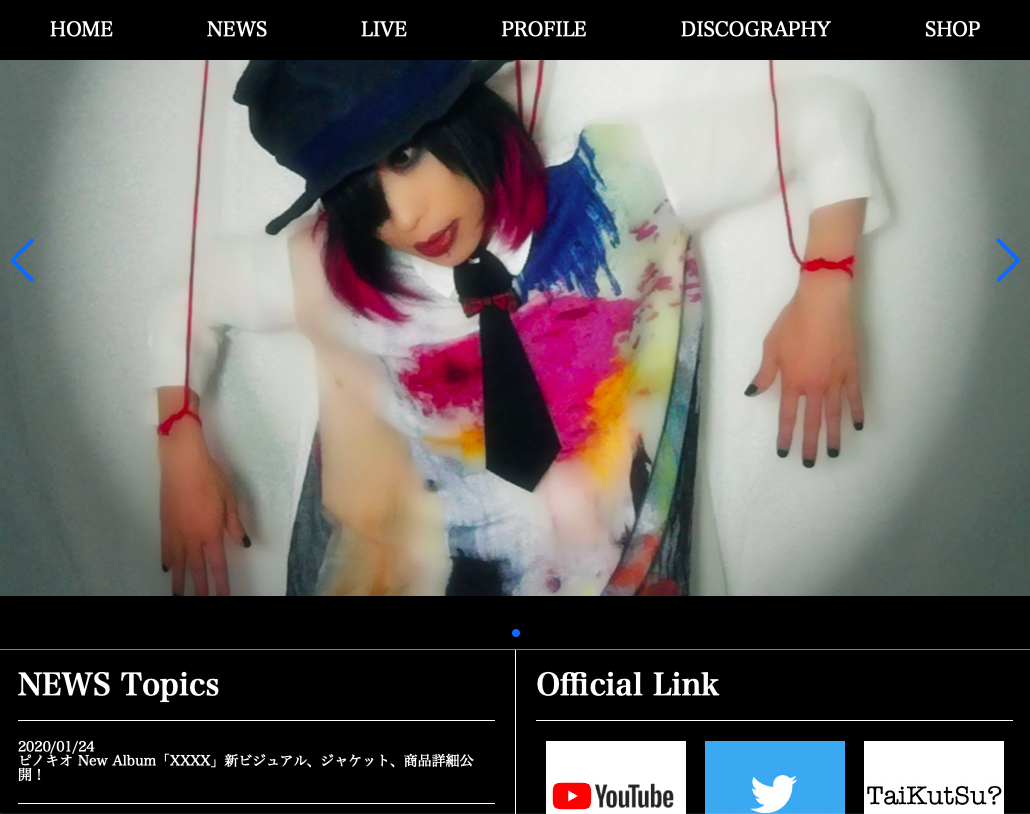 HOME NEWS LIVE PROFILE DISCOGRAPHY SHOP
NEWS Topics
2020/01/24
ピノキオ New Album「XXXX」新ビジュアル、ジャケット、商品詳細公
開！
Official Link
YouTube
TaiKutSu?